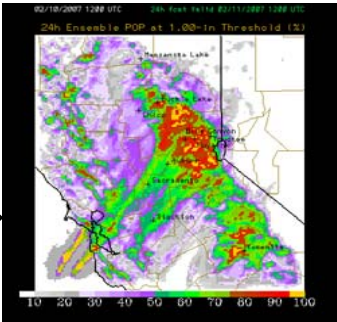 02/10/2007 1200 UTC 24h Fcst Valid 02/11/2007 1200 UTC
24h Ensemble POP at 1.00-in Threshold (%)
Manzanita Lake
Chico
Sacramento
Stockton
Yosemite
10 20 30 40 50 60 70 80 90 100